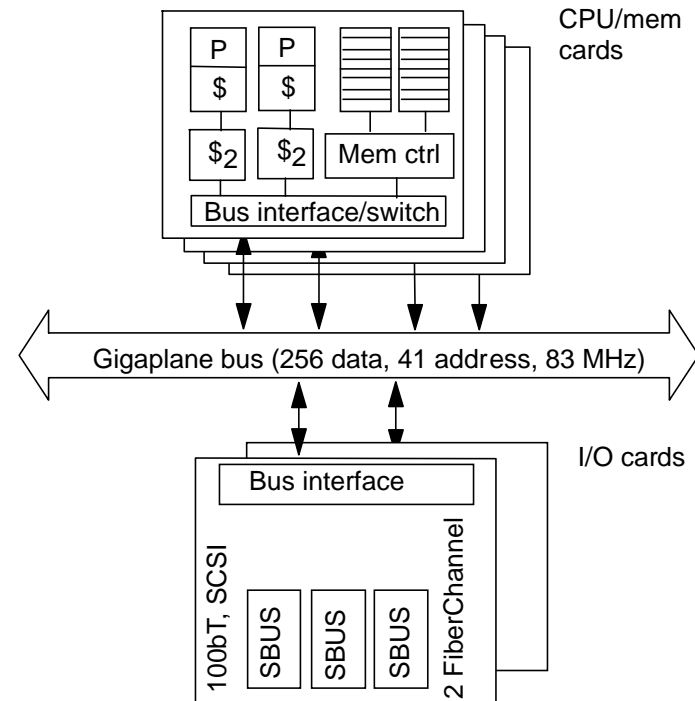 CPU/mem
cards
P
P
$
$
$2
$2
Mem ctrl
Bus interface/switch
Gigaplane bus (256 data, 41 address, 83 MHz)
I/O cards
Bus interface
100bT, SCSI
SBUS
SBUS
SBUS
2 FiberChannel